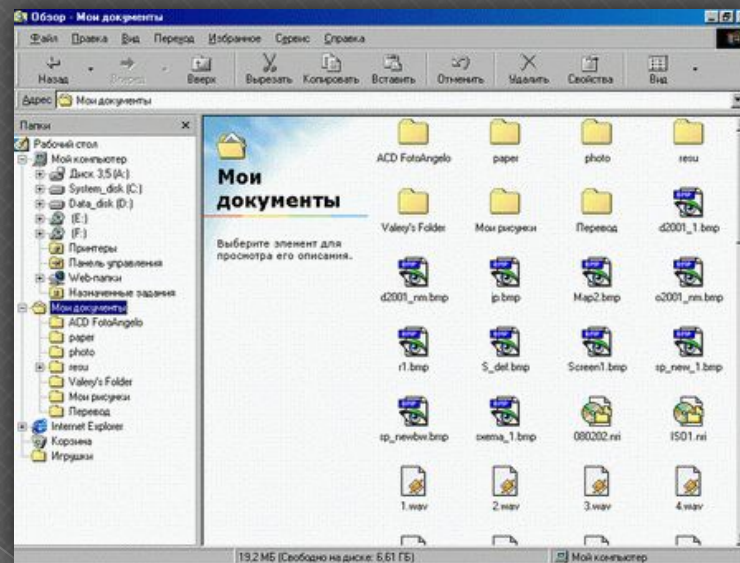 Обзор - Мои документы
Файл Правка Вид Переход Избранное Сервис Справка
Назад Вперед Вверх Вырезать Копировать Вставить Отменить Удалить Свойства Вид
Адрес Мои документы
Папки
Рабочий стол
Мой компьютер
Диск 3,5 (A:)
System_disk (C:)
Data_disk (D:)
(E:)
(F:)
Принтеры
Панель управления
Web-папки
Назначенные задания
Мои документы
ACD FotoAngelo
paper
photo
resu
Valery's Folder
Мои рисунки
Перевод
Internet Explorer
Корзина
Игрушки
Мои
документы
Выберите элемент для
просмотра его описания.
ACD FotoAngelo paper photo resu
Valery's Folder Мои рисунки Перевод d2001_1.bmp
d2001_nm.bmp jp.bmp Map2.bmp o2001_nm.bmp
r1.bmp S_def.bmp Screen1.bmp sp_new_1.bmp
sp_newbw.bmp sxema_1.bmp 080202.nri ISO1.nri
1.wav 2.wav 3.wav 4.wav
19,2 МБ (Свободно на диске: 6,61 ГБ) Мой компьютер